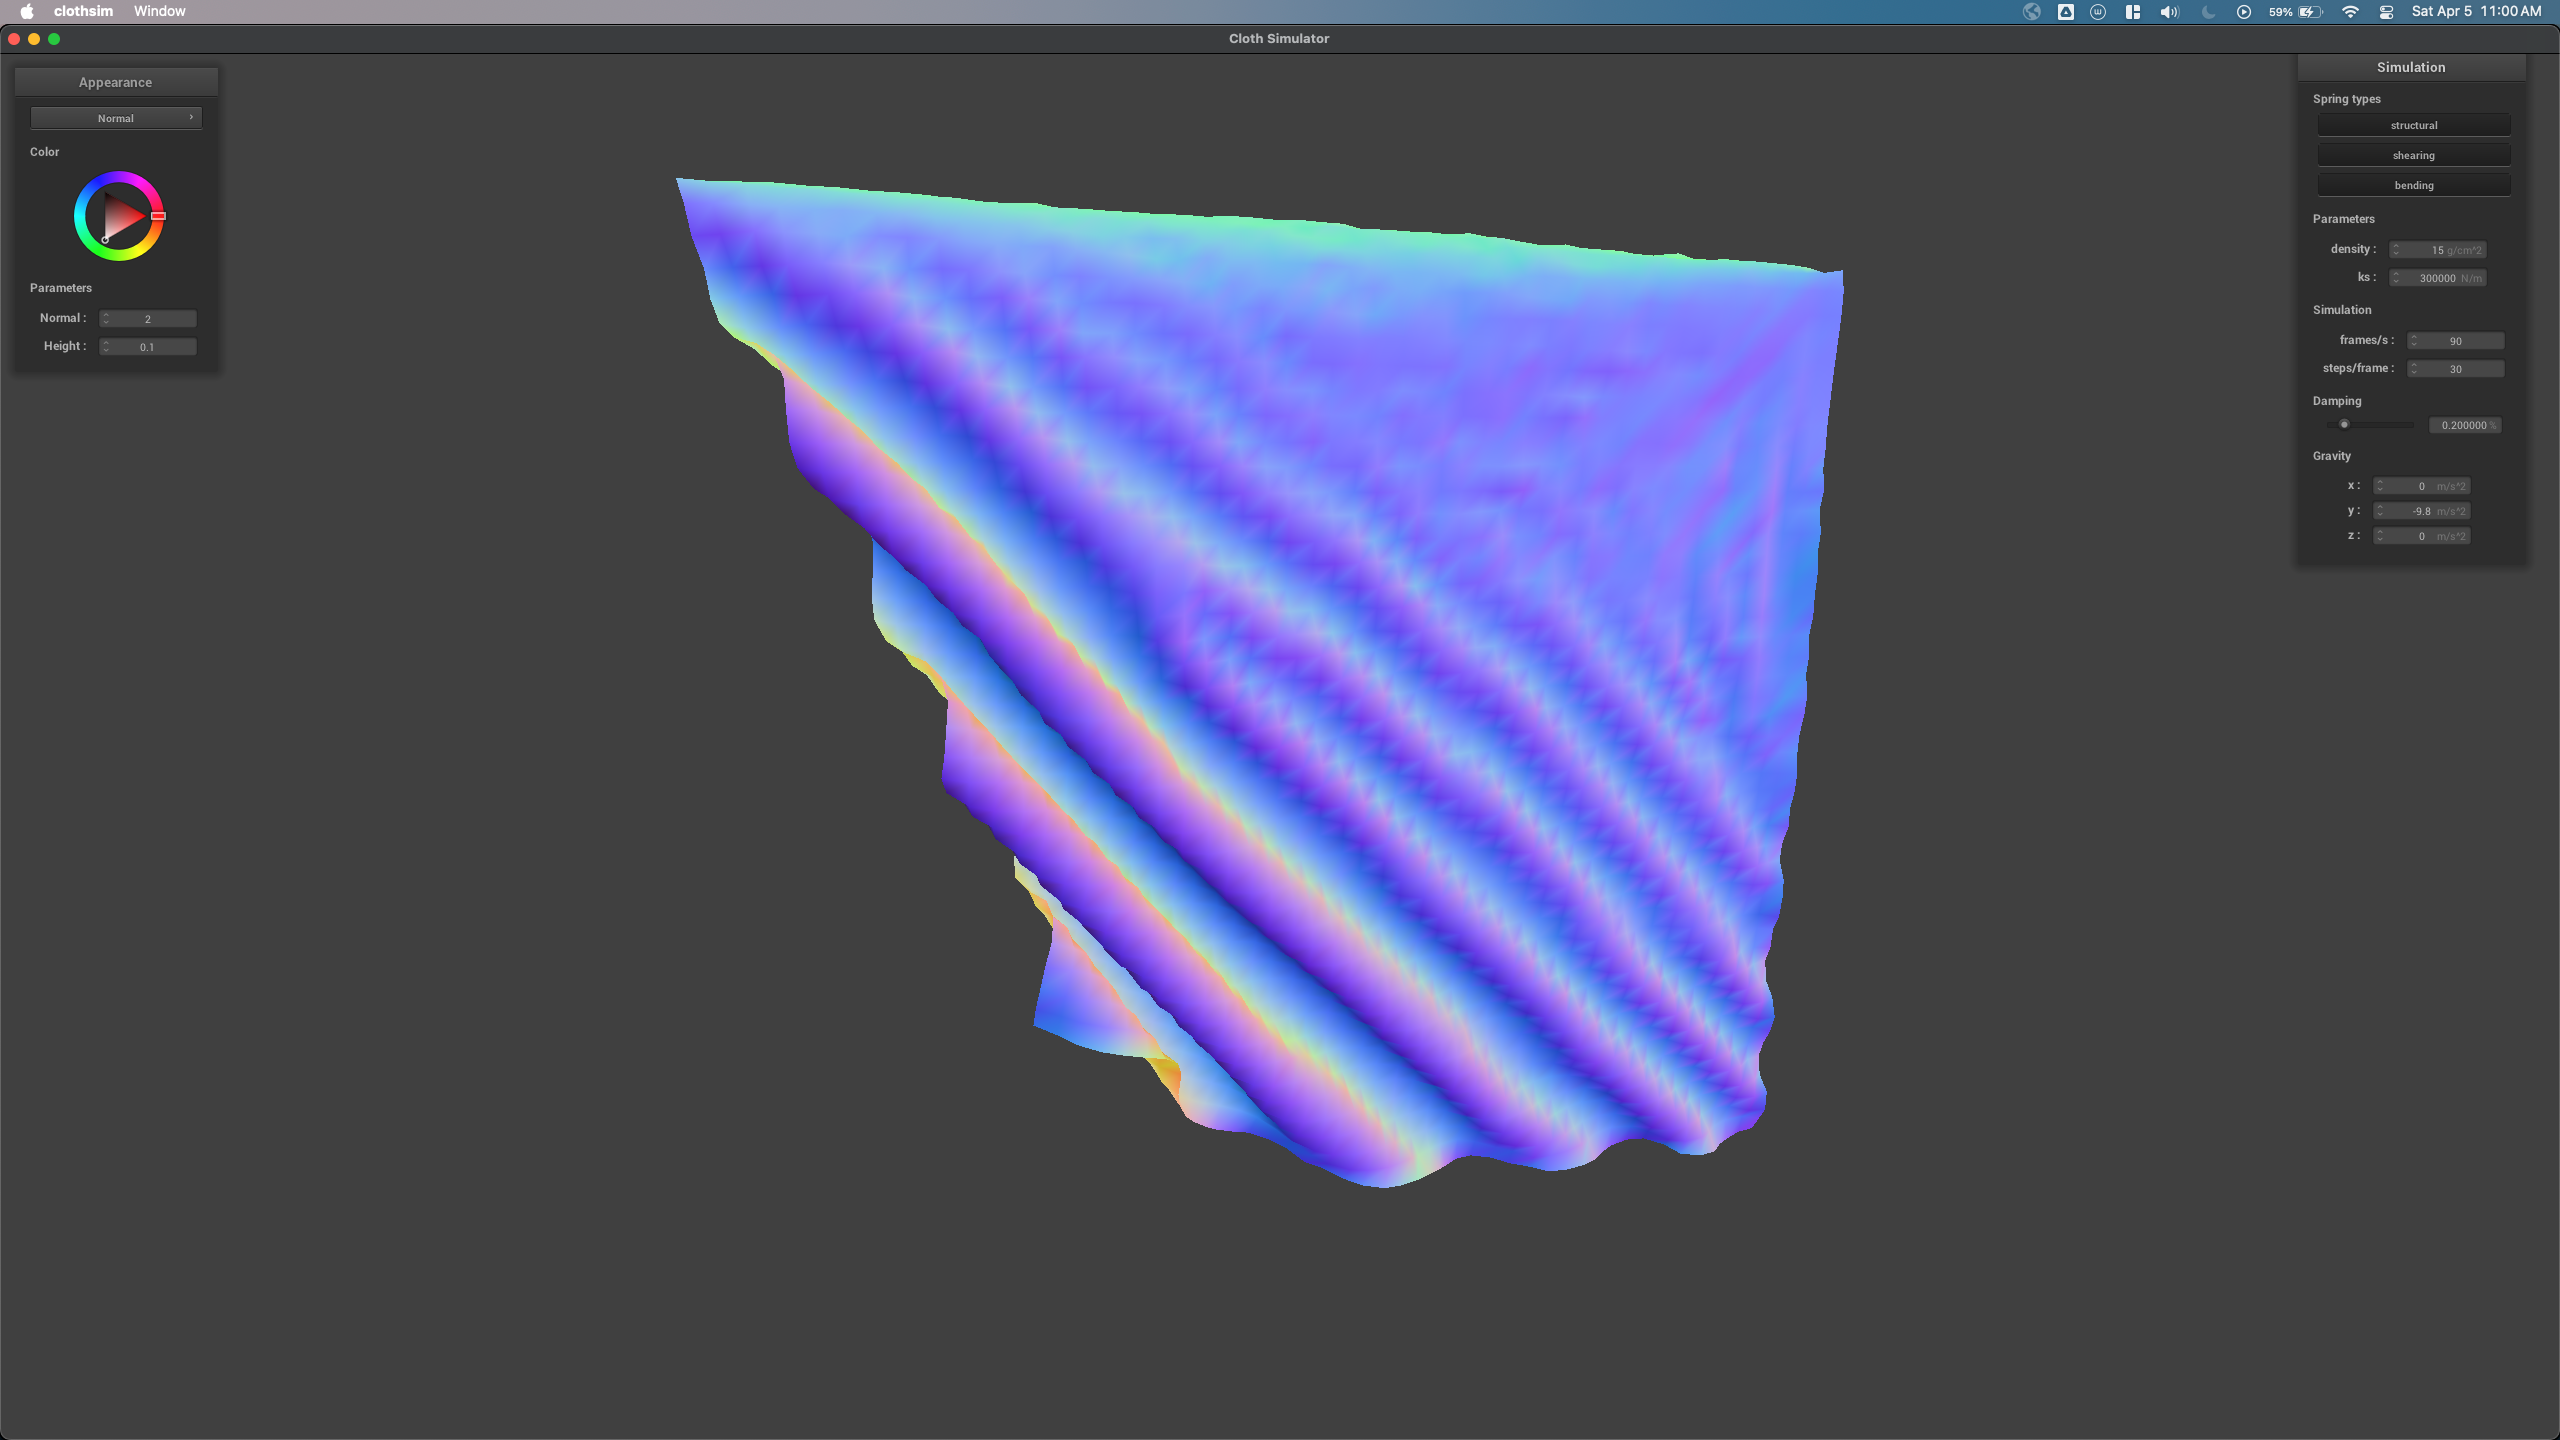 clothsim Window
59% Sat Apr 5 11:00 AM
Cloth Simulator
Appearance
Normal
Color
Parameters
Normal : 2
Height : 0.1
Simulation
Spring types
structural
shearing
bending
Parameters
density : 15 g/cm^2
ks : 300000 N/m
Simulation
frames/s : 90
steps/frame : 30
Damping
0.200000 %
Gravity
x : 0 m/s^2
y : -9.8 m/s^2
z : 0 m/s^2